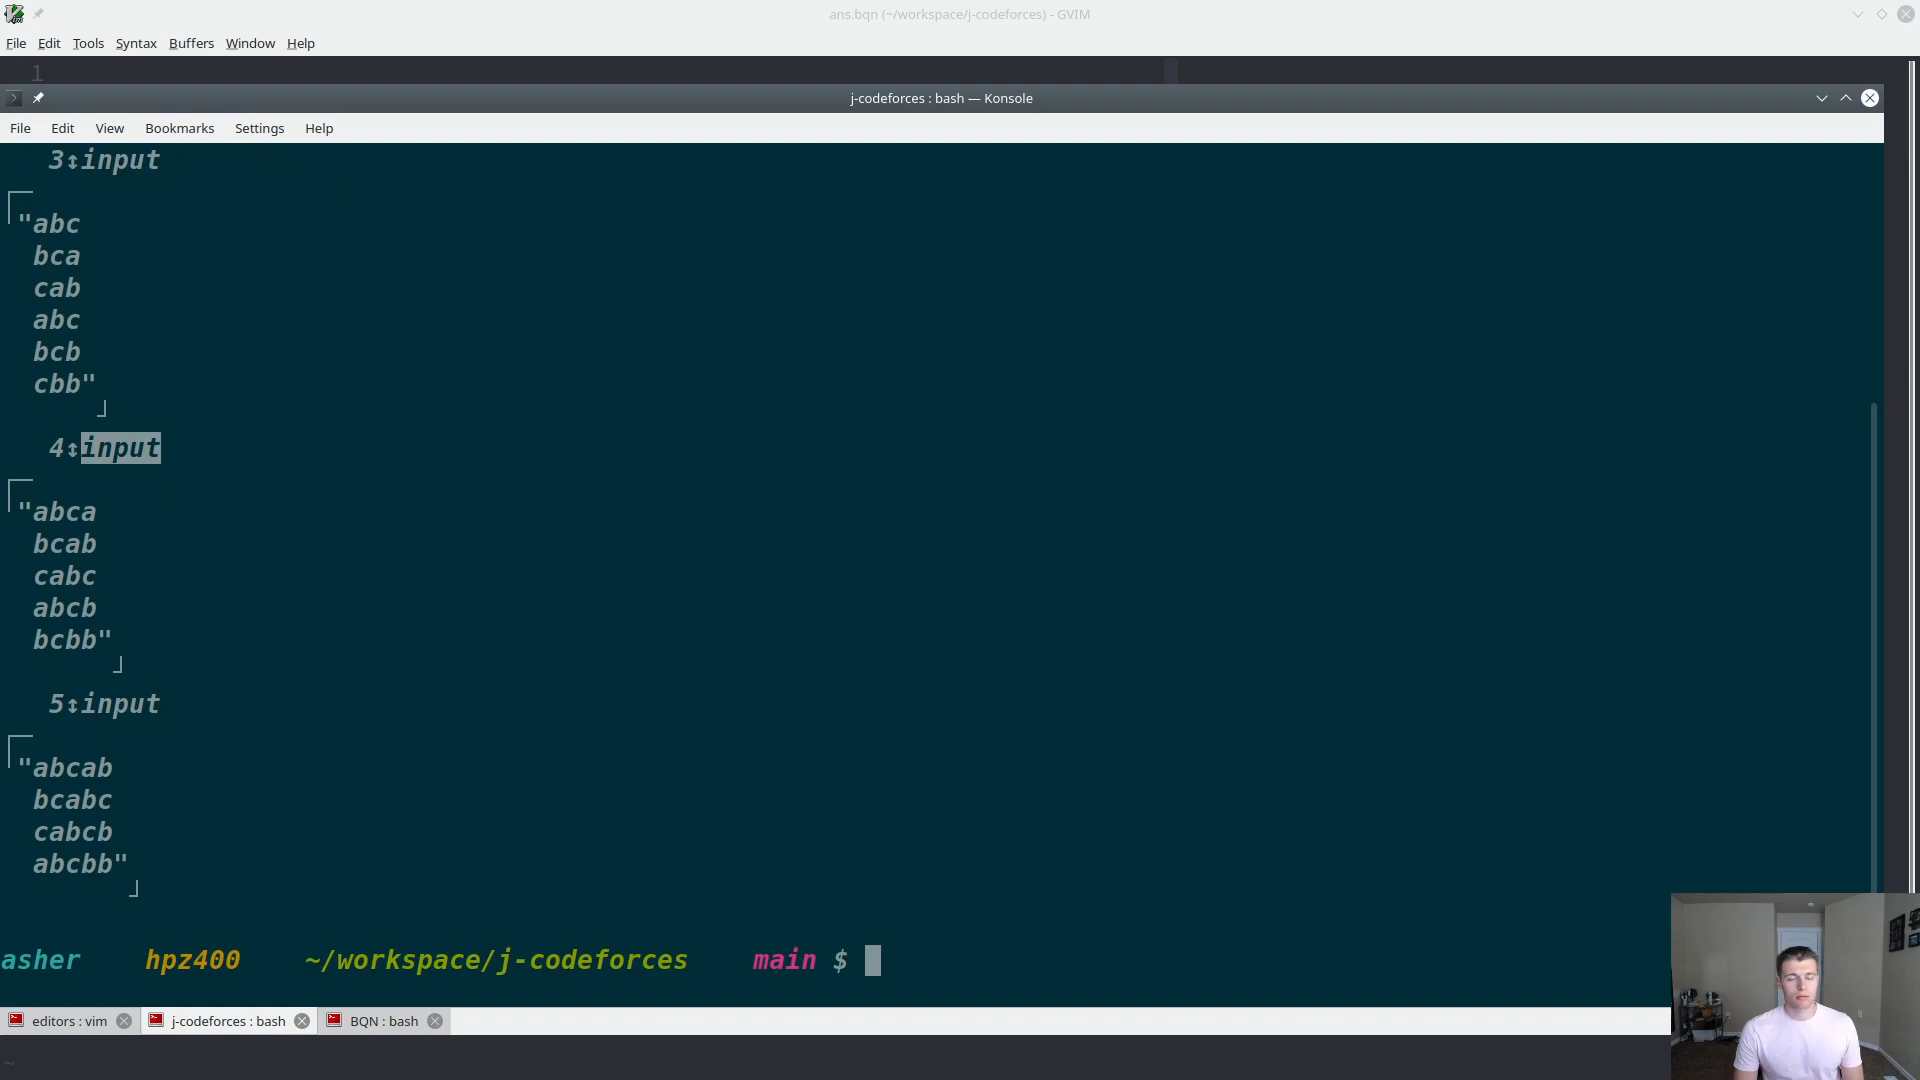 ans.bqn (~/workspace/j-codeforces) - GVIM
File Edit Tools Syntax Buffers Window Help
1
j-codeforces : bash — Konsole
File Edit View Bookmarks Settings Help
3↕input
"abc
bca
cab
abc
bcb
cbb"
4↕input
"abca
bcab
cabc
abcb
bcbb"
5↕input
"abcab
bcabc
cabcb
abcbb"
asher hpz400 ~/workspace/j-codeforces main $
editors : vim j-codeforces : bash BQN : bash
~